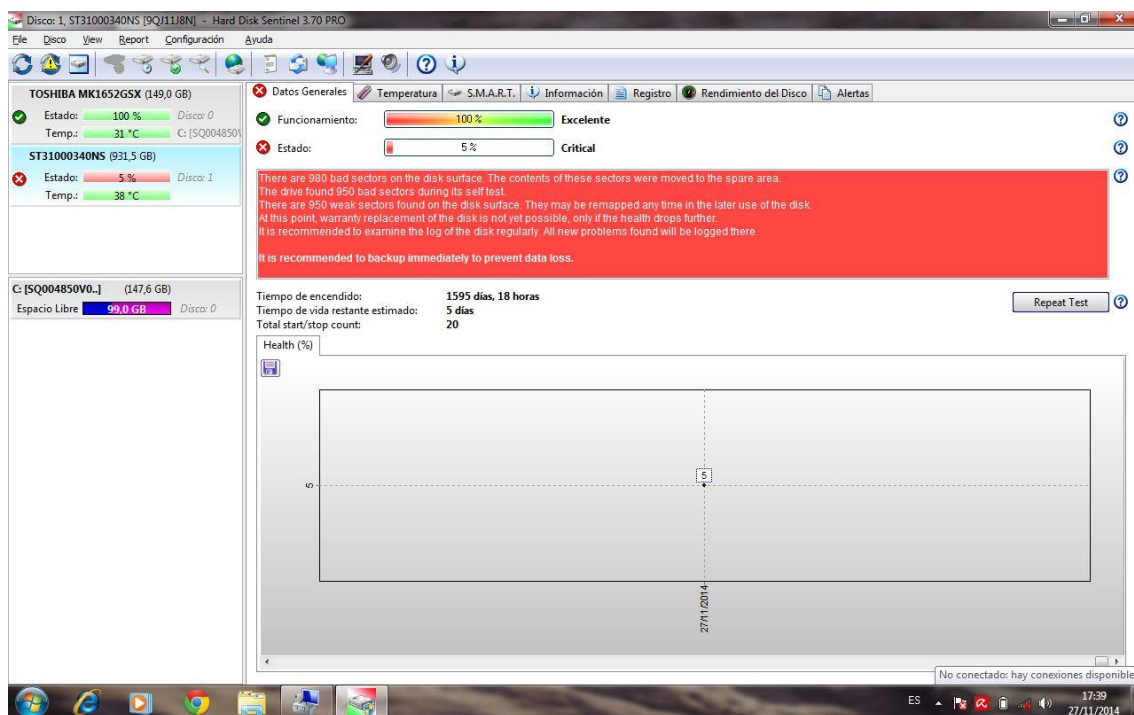 Disco: 1, ST31000340NS [9QJ11J8N] - Hard Disk Sentinel 3.70 PRO
File Disco View Report Configuración Ayuda
TOSHIBA MK1652GSX (149,0 GB)
Estado: 100 % Disco: 0
Temp.: 31 °C C: [SQ004850V
ST31000340NS (931,5 GB)
Estado: 5 % Disco: 1
Temp.: 38 °C
C: [SQ004850V0..] (147,6 GB)
Espacio Libre 99,0 GB Disco: 0
Datos Generales Temperatura S.M.A.R.T. Información Registro Rendimiento del Disco Alertas
Funcionamiento: 100 % Excelente
Estado: 5 % Critical
There are 980 bad sectors on the disk surface. The contents of these sectors were moved to the spare area.
The drive found 950 bad sectors during its self test.
There are 950 weak sectors found on the disk surface. They may be remapped any time in the later use of the disk.
At this point, warranty replacement of the disk is not yet possible, only if the health drops further.
It is recommended to examine the log of the disk regularly. All new problems found will be logged there.
It is recommended to backup immediately to prevent data loss.
Tiempo de encendido: 1595 días, 18 horas
Tiempo de vida restante estimado: 5 días
Total start/stop count: 20
Repeat Test
Health (%)
5
5
27/11/2014
No conectado: hay conexiones disponible
ES
17:39
27/11/2014